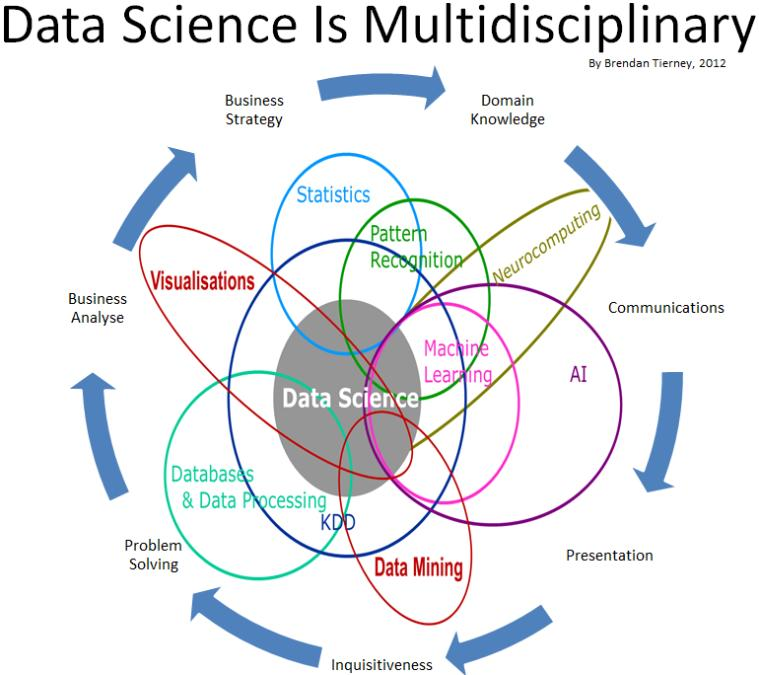 Data Science Is Multidisciplinary
By Brendan Tierney, 2012
Business
Strategy
Domain
Knowledge
Statistics
Pattern
Recognition
Neurocomputing
Visualisations
Business
Analyse
Communications
Machine
Learning
AI
Data Science
Databases
& Data Processing
KDD
Problem
Solving
Data Mining
Presentation
Inquisitiveness